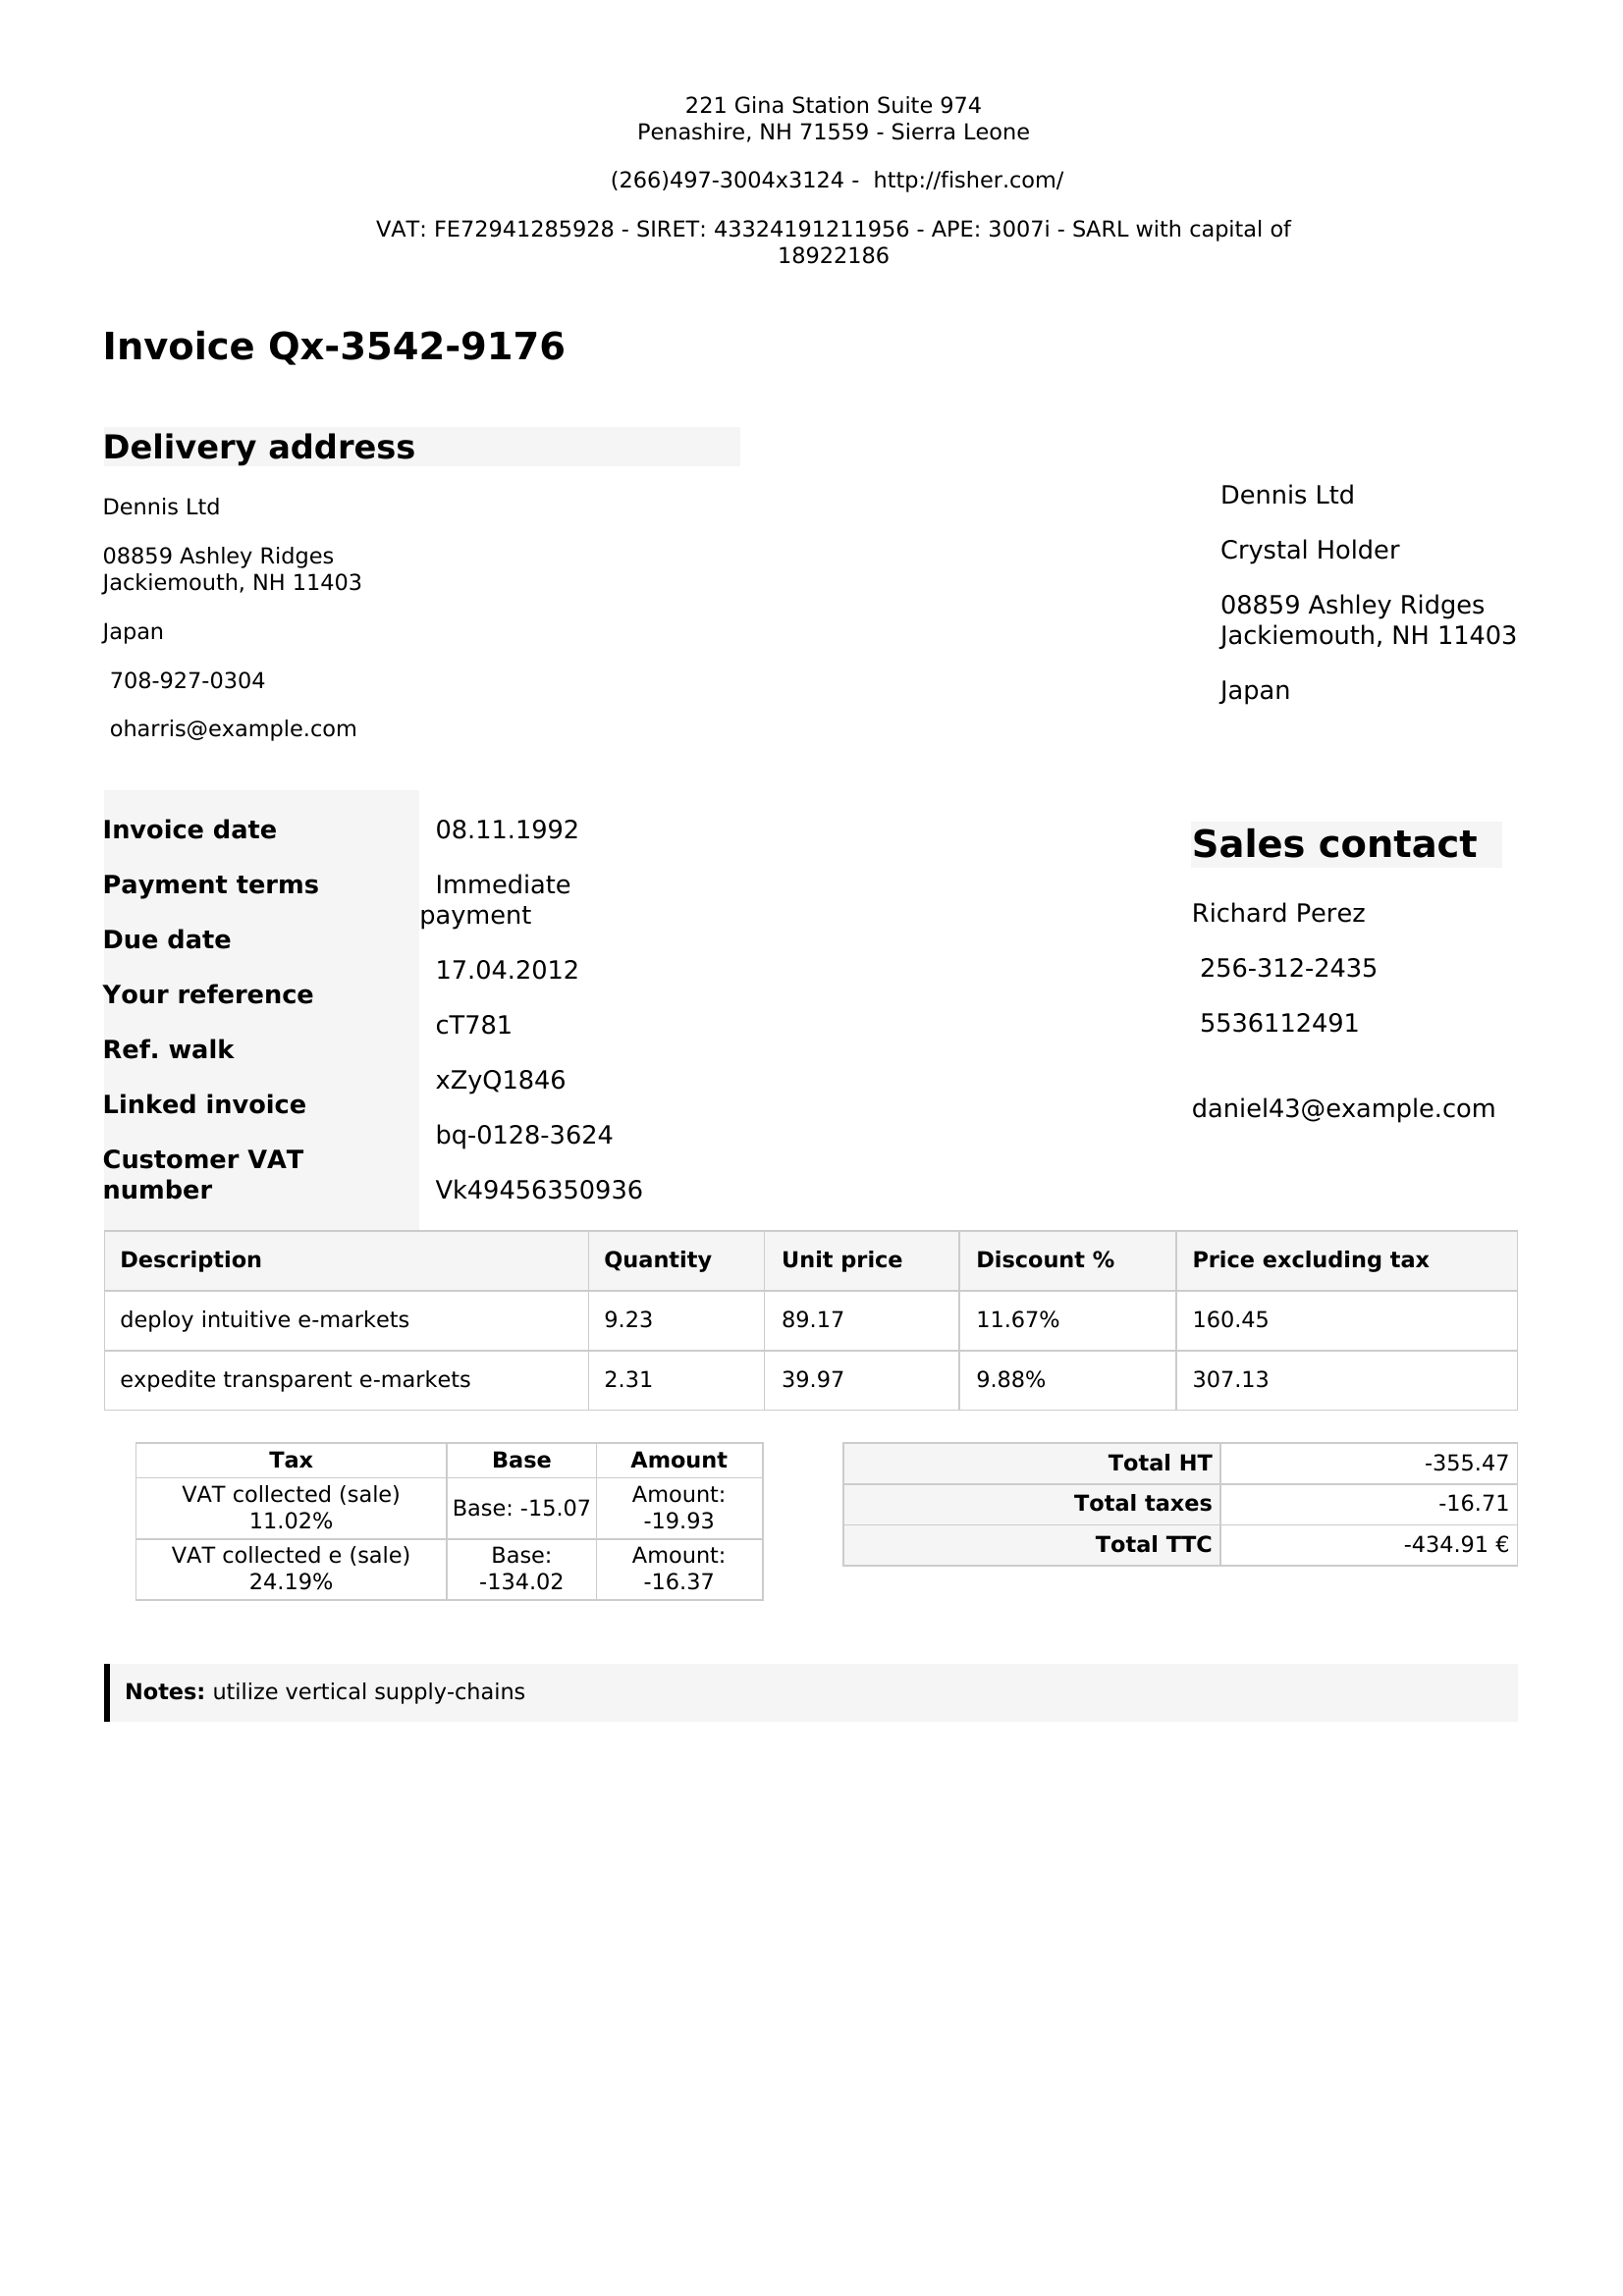 221 Gina Station Suite 974
Penashire, NH 71559 - Sierra Leone
(266)497-3004x3124 - http://fisher.com/
VAT: FE72941285928 - SIRET: 43324191211956 - APE: 3007i - SARL with capital of
18922186
Invoice Qx-3542-9176
Delivery address
Dennis Ltd
08859 Ashley Ridges
Jackiemouth, NH 11403
Japan
708-927-0304
oharris@example.com
Dennis Ltd
Crystal Holder
08859 Ashley Ridges
Jackiemouth, NH 11403
Japan
Invoice date
Payment terms
Due date
Your reference
Ref. walk
Linked invoice
Customer VAT
number
08.11.1992
Immediate
payment
17.04.2012
cT781
xZyQ1846
bq-0128-3624
Vk49456350936
Sales contact
Richard Perez
256-312-2435
5536112491
daniel43@example.com
Description Quantity Unit price Discount % Price excluding tax
deploy intuitive e-markets 9.23 89.17 11.67% 160.45
expedite transparent e-markets 2.31 39.97 9.88% 307.13
Tax Base Amount
VAT collected (sale)
11.02%
Base: -15.07
Amount:
-19.93
VAT collected e (sale)
24.19%
Base:
-134.02
Amount:
-16.37
Total HT -355.47
Total taxes -16.71
Total TTC -434.91 €
Notes: utilize vertical supply-chains